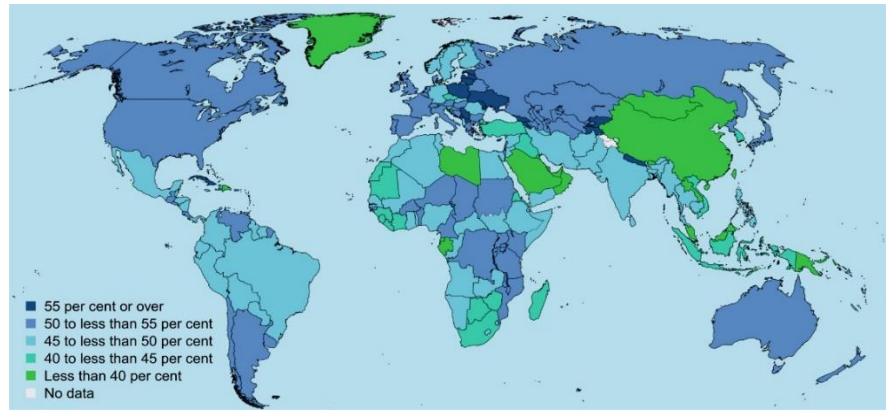 55 per cent or over
50 to less than 55 per cent
45 to less than 50 per cent
40 to less than 45 per cent
Less than 40 per cent
No data